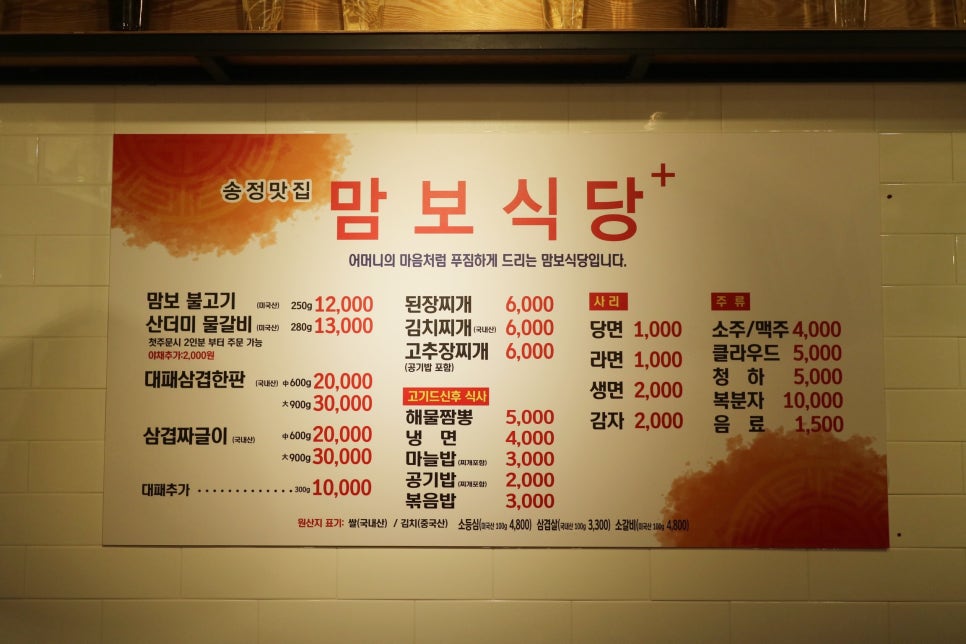 송정맛집 맘보식당+
어머니의 마음처럼 푸짐하게 드리는 맘보식당입니다.
맘보 불고기 (미국산) 250g 12,000
산더미 물갈비 (미국산) 280g 13,000
첫주문시 2인분 부터 주문 가능
야채추가:2,000원
대패삼겹한판 (국내산) 中600g 20,000
大900g 30,000
삼겹짜글이 (국내산) 中600g 20,000
大900g 30,000
대패추가 ·················· 300g 10,000
된장찌개 6,000
김치찌개 (국내산) 6,000
고추장찌개 6,000
(공기밥 포함)
고기드신후 식사
해물짬뽕 5,000
냉 면 4,000
마늘밥 (찌개포함) 3,000
공기밥 (찌개포함) 2,000
볶음밥 3,000
사리
당면 1,000
라면 1,000
생면 2,000
감자 2,000
주류
소주/맥주 4,000
클라우드 5,000
청 하 5,000
복분자 10,000
음 료 1,500
원산지 표기: 쌀(국내산) / 김치(중국산) 소등심(미국산 100g 4,800) 삼겹살(국내산 100g 3,300) 소갈비(미국산 100g 4,800)